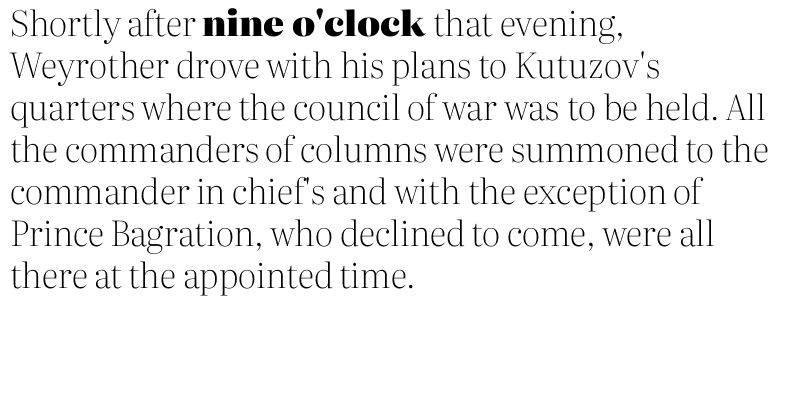 Shortly after nine o'clock that evening,
Weyrother drove with his plans to Kutuzov's
quarters where the council of war was to be held. All
the commanders of columns were summoned to the
commander in chief's and with the exception of
Prince Bagration, who declined to come, were all
there at the appointed time.